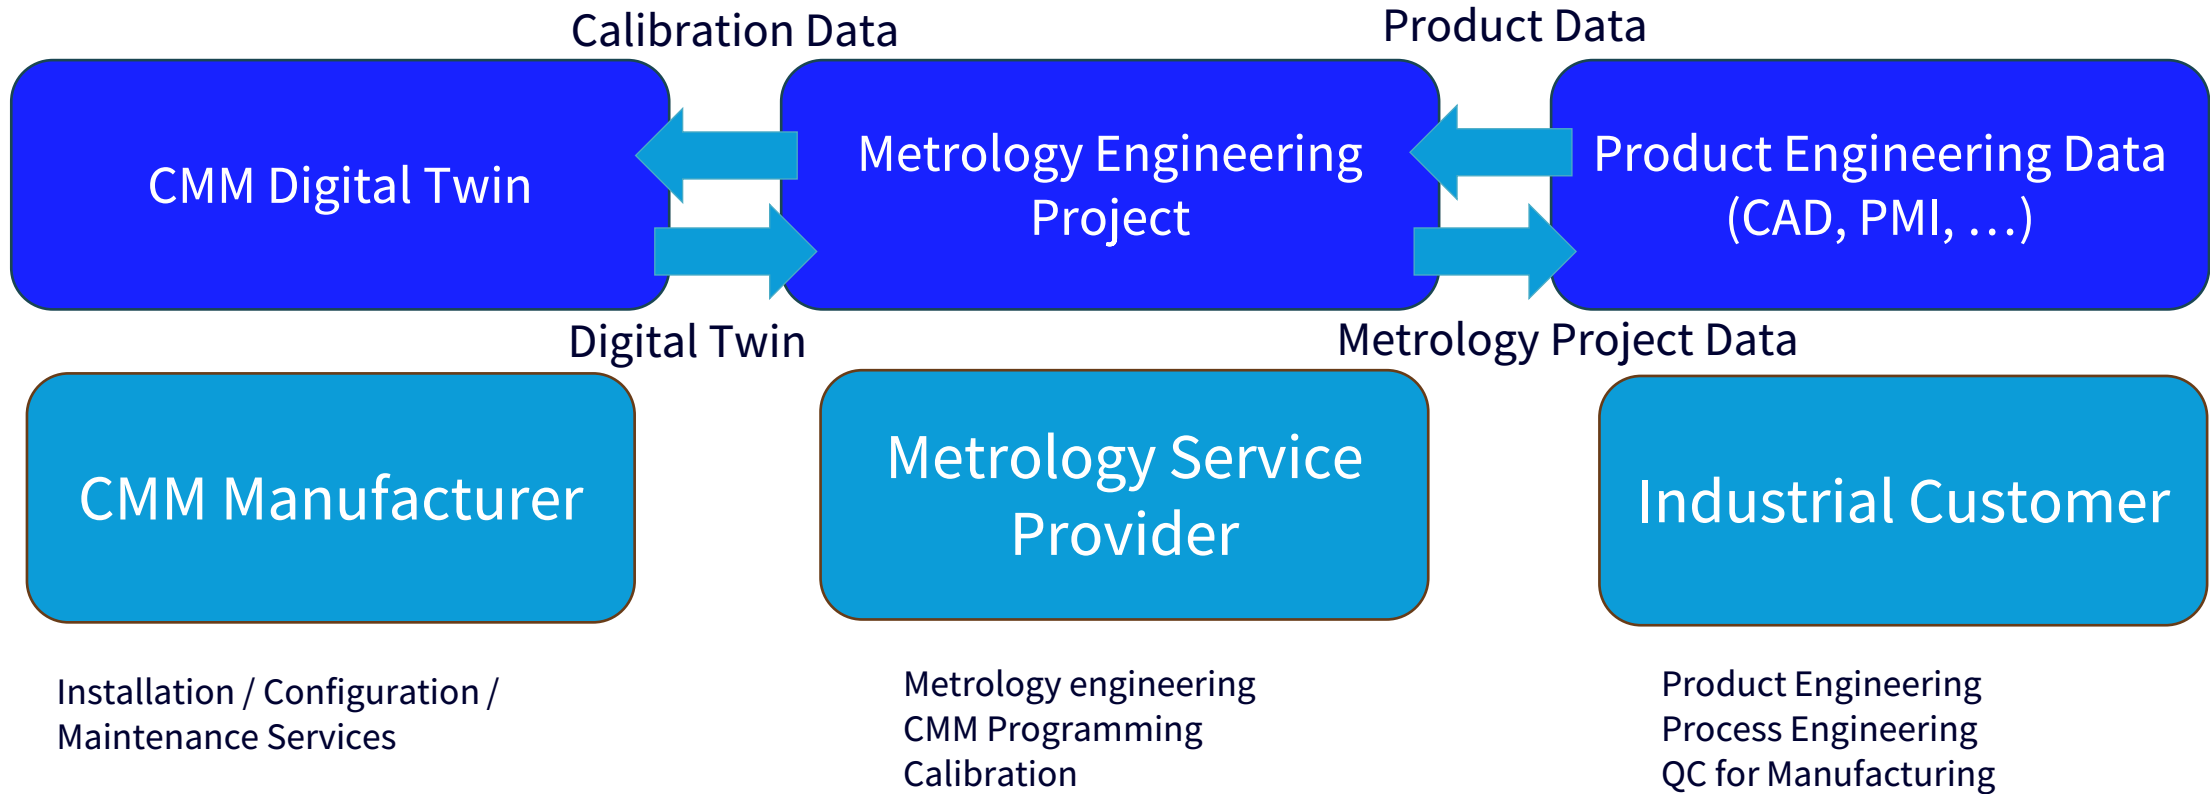 Calibration Data
Product Data
CMM Digital Twin
Metrology Engineering
Project
Product Engineering Data
(CAD, PMI, …)
Digital Twin
Metrology Project Data
CMM Manufacturer
Metrology Service
Provider
Industrial Customer
Installation / Configuration /
Maintenance Services
Metrology engineering
CMM Programming
Calibration
Product Engineering
Process Engineering
QC for Manufacturing